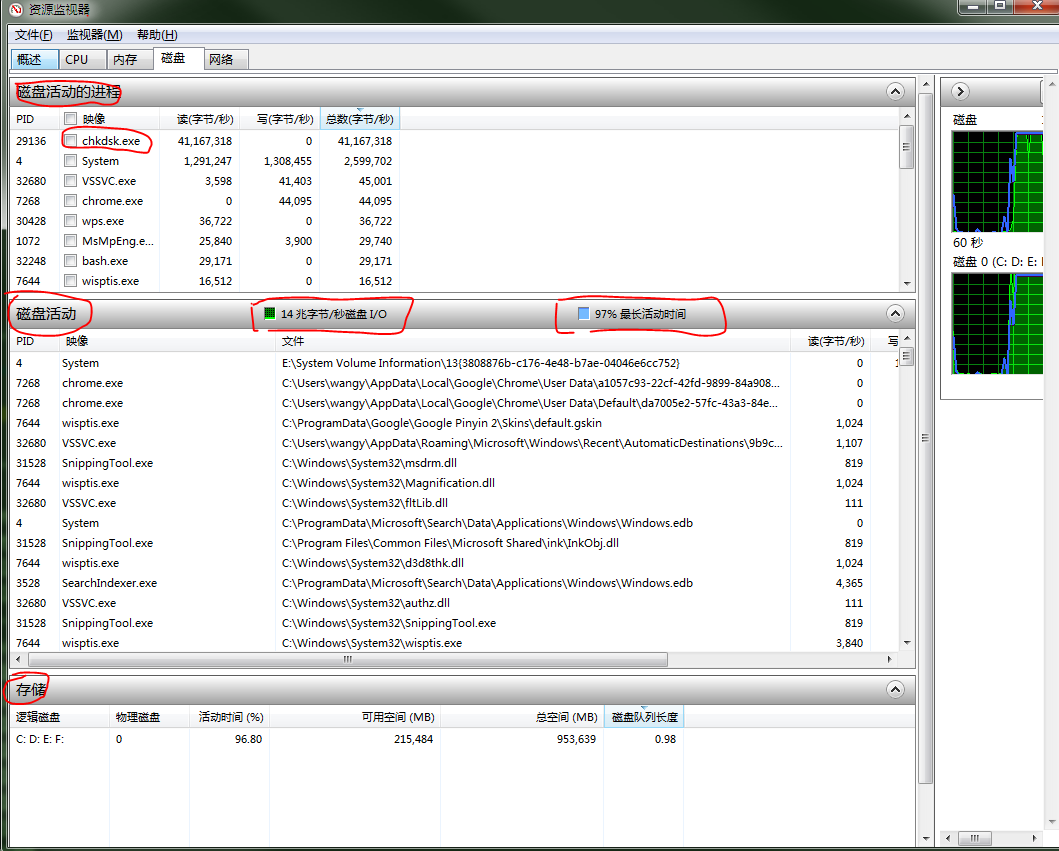 资源监视器
文件(F) 监视器(M) 帮助(H)
概述 CPU 内存 磁盘 网络
磁盘活动的进程
PID 映像 读(字节/秒) 写(字节/秒) 总数(字节/秒)
29136 chkdsk.exe 41,167,318 0 41,167,318
4 System 1,291,247 1,308,455 2,599,702
32680 VSSVC.exe 3,598 41,403 45,001
7268 chrome.exe 0 44,095 44,095
30428 wps.exe 36,722 0 36,722
1072 MsMpEng.e... 25,840 3,900 29,740
32248 bash.exe 29,171 0 29,171
7644 wisptis.exe 16,512 0 16,512
磁盘活动 14 兆字节/秒磁盘 I/O 97% 最长活动时间
PID 映像 文件 读(字节/秒) 写
4 System E:\System Volume Information\13{3808876b-c176-4e48-b7ae-04046e6cc752} 0
7268 chrome.exe C:\Users\wangy\AppData\Local\Google\Chrome\User Data\a1057c93-22cf-42fd-9899-84a908... 0
7268 chrome.exe C:\Users\wangy\AppData\Local\Google\Chrome\User Data\Default\da7005e2-57fc-43a3-84e... 0
7644 wisptis.exe C:\ProgramData\Google\Google Pinyin 2\Skins\default.gskin 1,024
32680 VSSVC.exe C:\Users\wangy\AppData\Roaming\Microsoft\Windows\Recent\AutomaticDestinations\9b9c... 1,107
31528 SnippingTool.exe C:\Windows\System32\msdrm.dll 819
7644 wisptis.exe C:\Windows\System32\Magnification.dll 1,024
32680 VSSVC.exe C:\Windows\System32\fltLib.dll 111
4 System C:\ProgramData\Microsoft\Search\Data\Applications\Windows\Windows.edb 0
31528 SnippingTool.exe C:\Program Files\Common Files\Microsoft Shared\ink\InkObj.dll 819
7644 wisptis.exe C:\Windows\System32\d3d8thk.dll 1,024
3528 SearchIndexer.exe C:\ProgramData\Microsoft\Search\Data\Applications\Windows\Windows.edb 4,365
32680 VSSVC.exe C:\Windows\System32\authz.dll 111
31528 SnippingTool.exe C:\Windows\System32\SnippingTool.exe 819
7644 wisptis.exe C:\Windows\System32\wisptis.exe 3,840
存储
逻辑磁盘 物理磁盘 活动时间 (%) 可用空间 (MB) 总空间 (MB) 磁盘队列长度
C: D: E: F: 0 96.80 215,484 953,639 0.98
磁盘
60 秒
磁盘 0 (C: D: E: